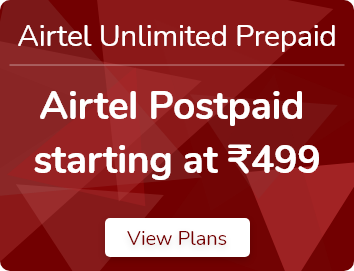 Airtel Unlimited Prepaid
Airtel Postpaid
starting at ₹499
View Plans